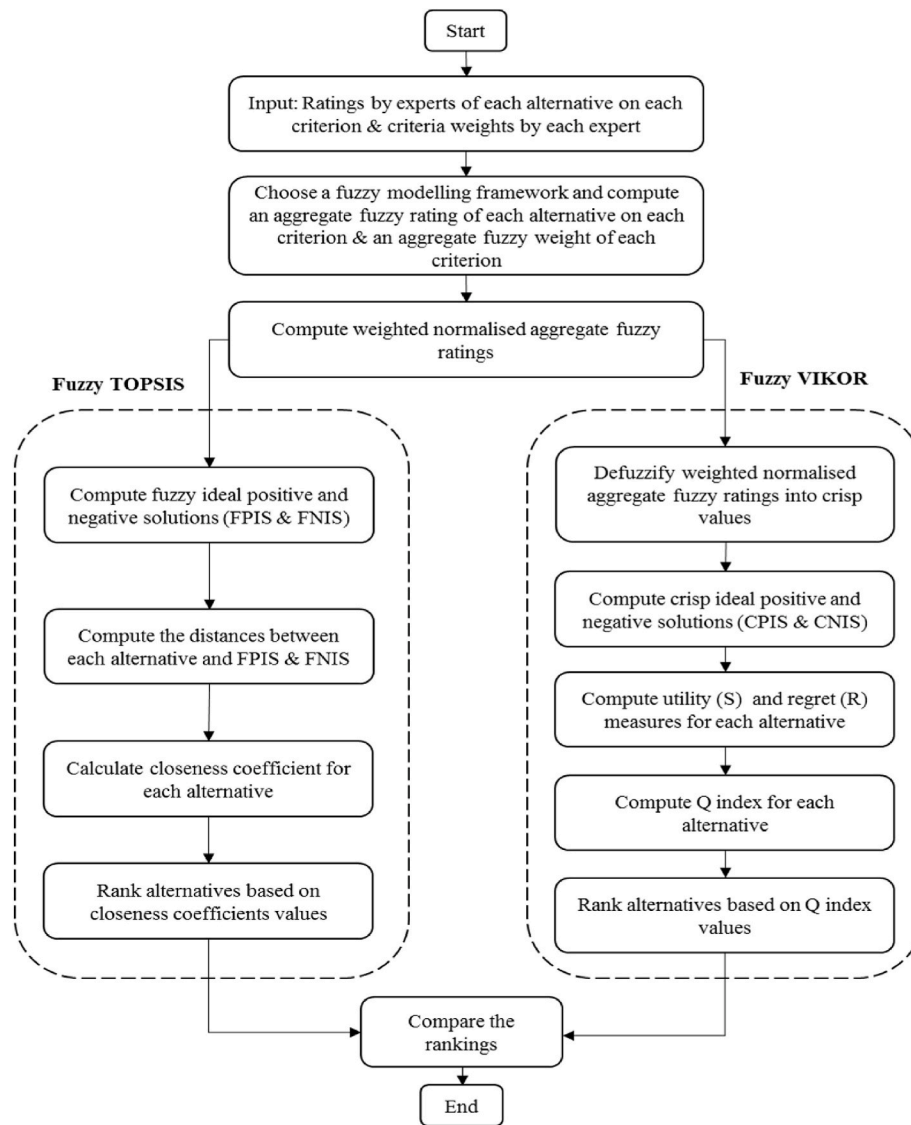 Start
Input: Ratings by experts of each alternative on each
criterion & criteria weights by each expert
Choose a fuzzy modelling framework and compute
an aggregate fuzzy rating of each alternative on each
criterion & an aggregate fuzzy weight of each
criterion
Compute weighted normalised aggregate fuzzy
ratings
Fuzzy TOPSIS
Compute fuzzy ideal positive and
negative solutions (FPIS & FNIS)
Compute the distances between
each alternative and FPIS & FNIS
Calculate closeness coefficient for
each alternative
Rank alternatives based on
closeness coefficients values
Fuzzy VIKOR
Defuzzify weighted normalised
aggregate fuzzy ratings into crisp
values
Compute crisp ideal positive and
negative solutions (CPIS & CNIS)
Compute utility (S) and regret (R)
measures for each alternative
Compute Q index for each
alternative
Rank alternatives based on Q index
values
Compare the
rankings
End